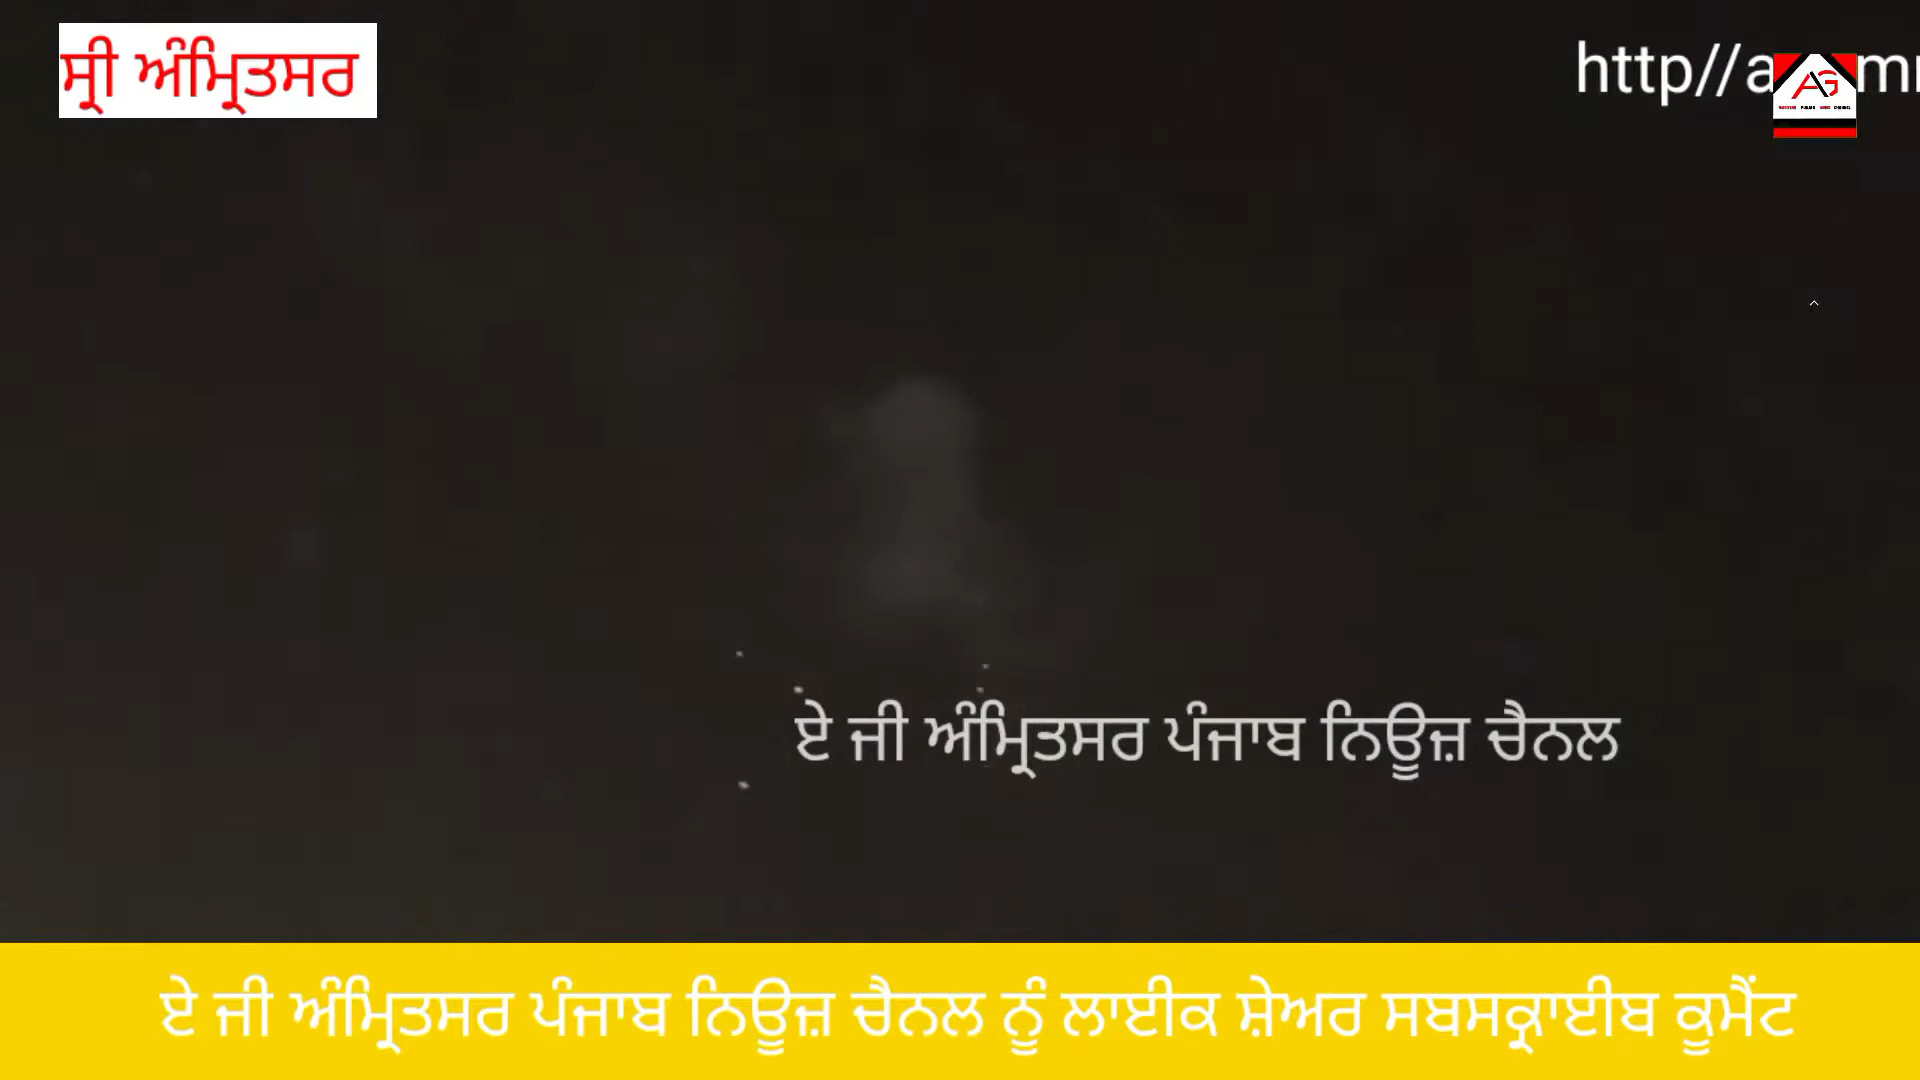 ਸ੍ਰੀ ਅੰਮ੍ਰਿਤਸਰ
http//a
ਏ ਜੀ ਅੰਮ੍ਰਿਤਸਰ ਪੰਜਾਬ ਨਿਊਜ਼ ਚੈਨਲ
ਏ ਜੀ ਅੰਮ੍ਰਿਤਸਰ ਪੰਜਾਬ ਨਿਊਜ਼ ਚੈਨਲ ਨੂੰ ਲਾਈਕ ਸ਼ੇਅਰ ਸਬਸਕ੍ਰਾਈਬ ਕੂਮੈਂਟ